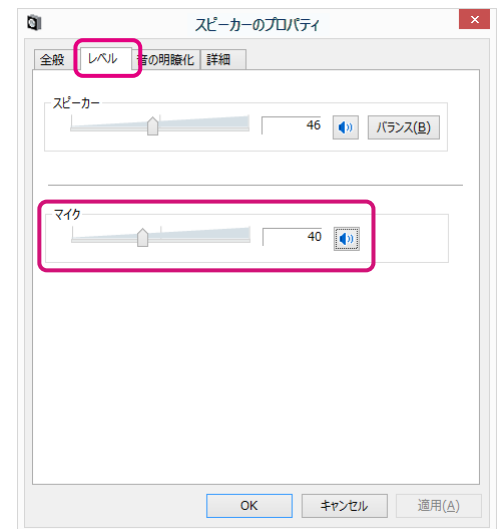 スピーカーのプロパティ
全般 レベル 音の明瞭化 詳細
スピーカー
46 バランス(B)
マイク
40
OK キャンセル 適用(A)